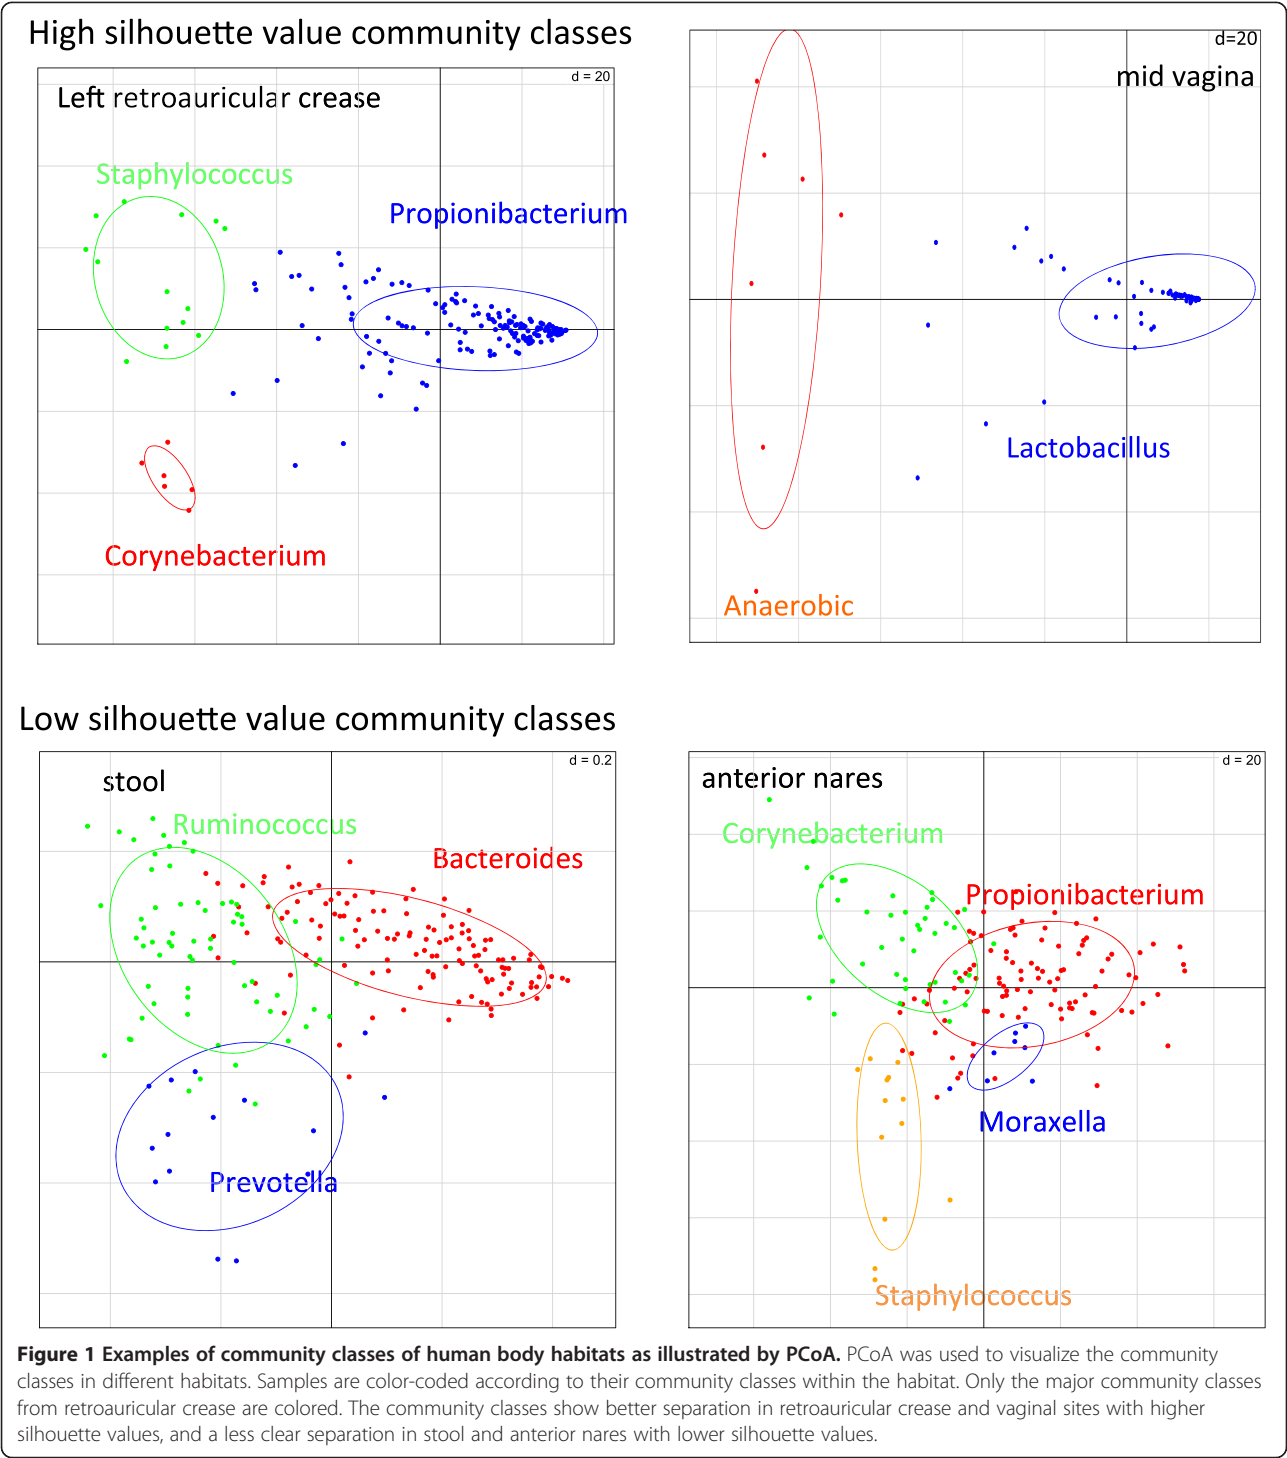 High silhouette value community classes
d = 20
Left retroauricular crease
Staphylococcus
Propionibacterium
Corynebacterium
d=20
mid vagina
Lactobacillus
Anaerobic
Low silhouette value community classes
d = 0.2
stool
Ruminococcus
Bacteroides
Prevotella
d = 20
anterior nares
Corynebacterium
Propionibacterium
Moraxella
Staphylococcus
Figure 1 Examples of community classes of human body habitats as illustrated by PCoA. PCoA was used to visualize the community
classes in different habitats. Samples are color-coded according to their community classes within the habitat. Only the major community classes
from retroauricular crease are colored. The community classes show better separation in retroauricular crease and vaginal sites with higher
silhouette values, and a less clear separation in stool and anterior nares with lower silhouette values.